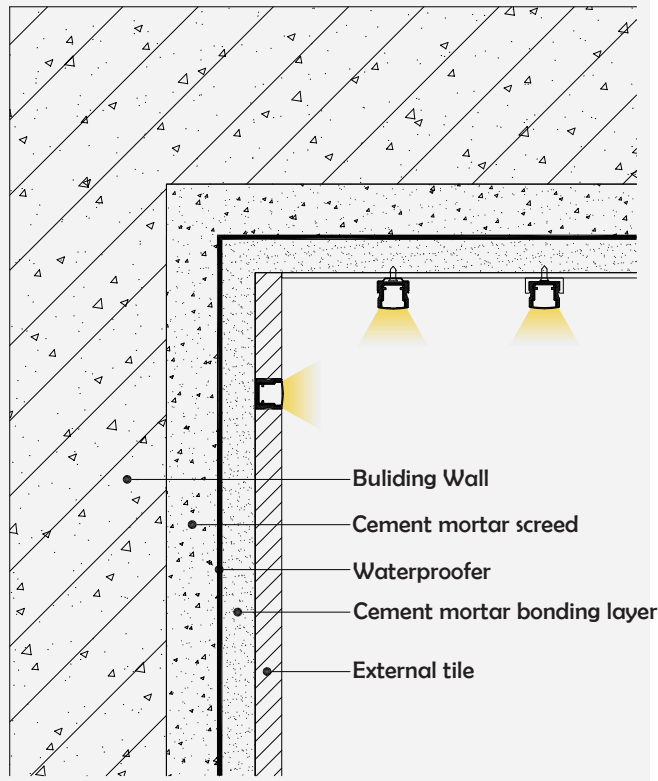 Buliding Wall
Cement mortar screed
Waterproofer
Cement mortar bonding layer
External tile